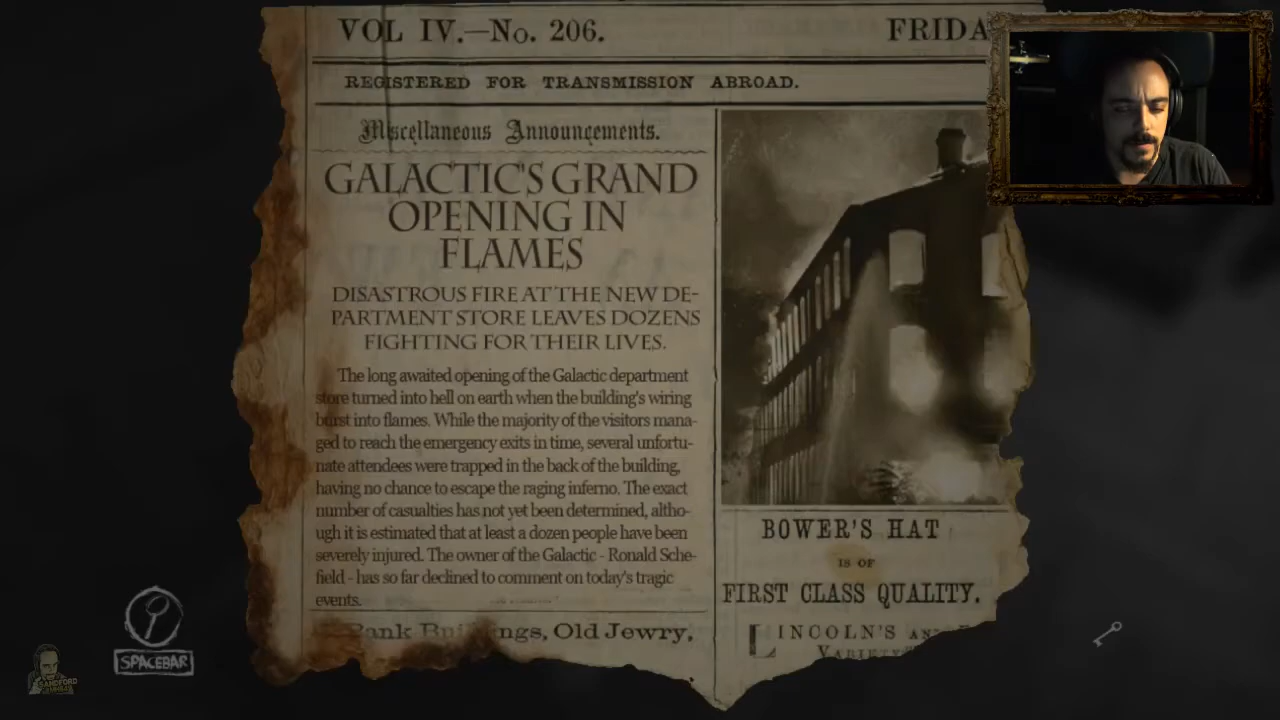 VOL IV.—No. 206.
FRIDA
REGISTERED FOR TRANSMISSION ABROAD.
Miscellaneous Announcements.
GALACTIC'S GRAND
OPENING IN
FLAMES
DISASTROUS FIRE AT THE NEW DE-
PARTMENT STORE LEAVES DOZENS
FIGHTING FOR THEIR LIVES.
The long awaited opening of the Galactic department
store turned into hell on earth when the building's wiring
burst into flames. While the majority of the visitors mana-
ged to reach the emergency exits in time, several unfortu-
nate attendees were trapped in the back of the building,
having no chance to escape the raging inferno. The exact
number of casualties has not yet been determined, altho-
ugh it is estimated that at least a dozen people have been
severely injured. The owner of the Galactic - Ronald Sche-
field - has so far declined to comment on today's tragic
events.
Bank Buildings, Old Jewry,
BOWER'S HAT
IS OF
FIRST CLASS QUALITY.
LINCOLN'S
SPACEBAR
SANDFORD